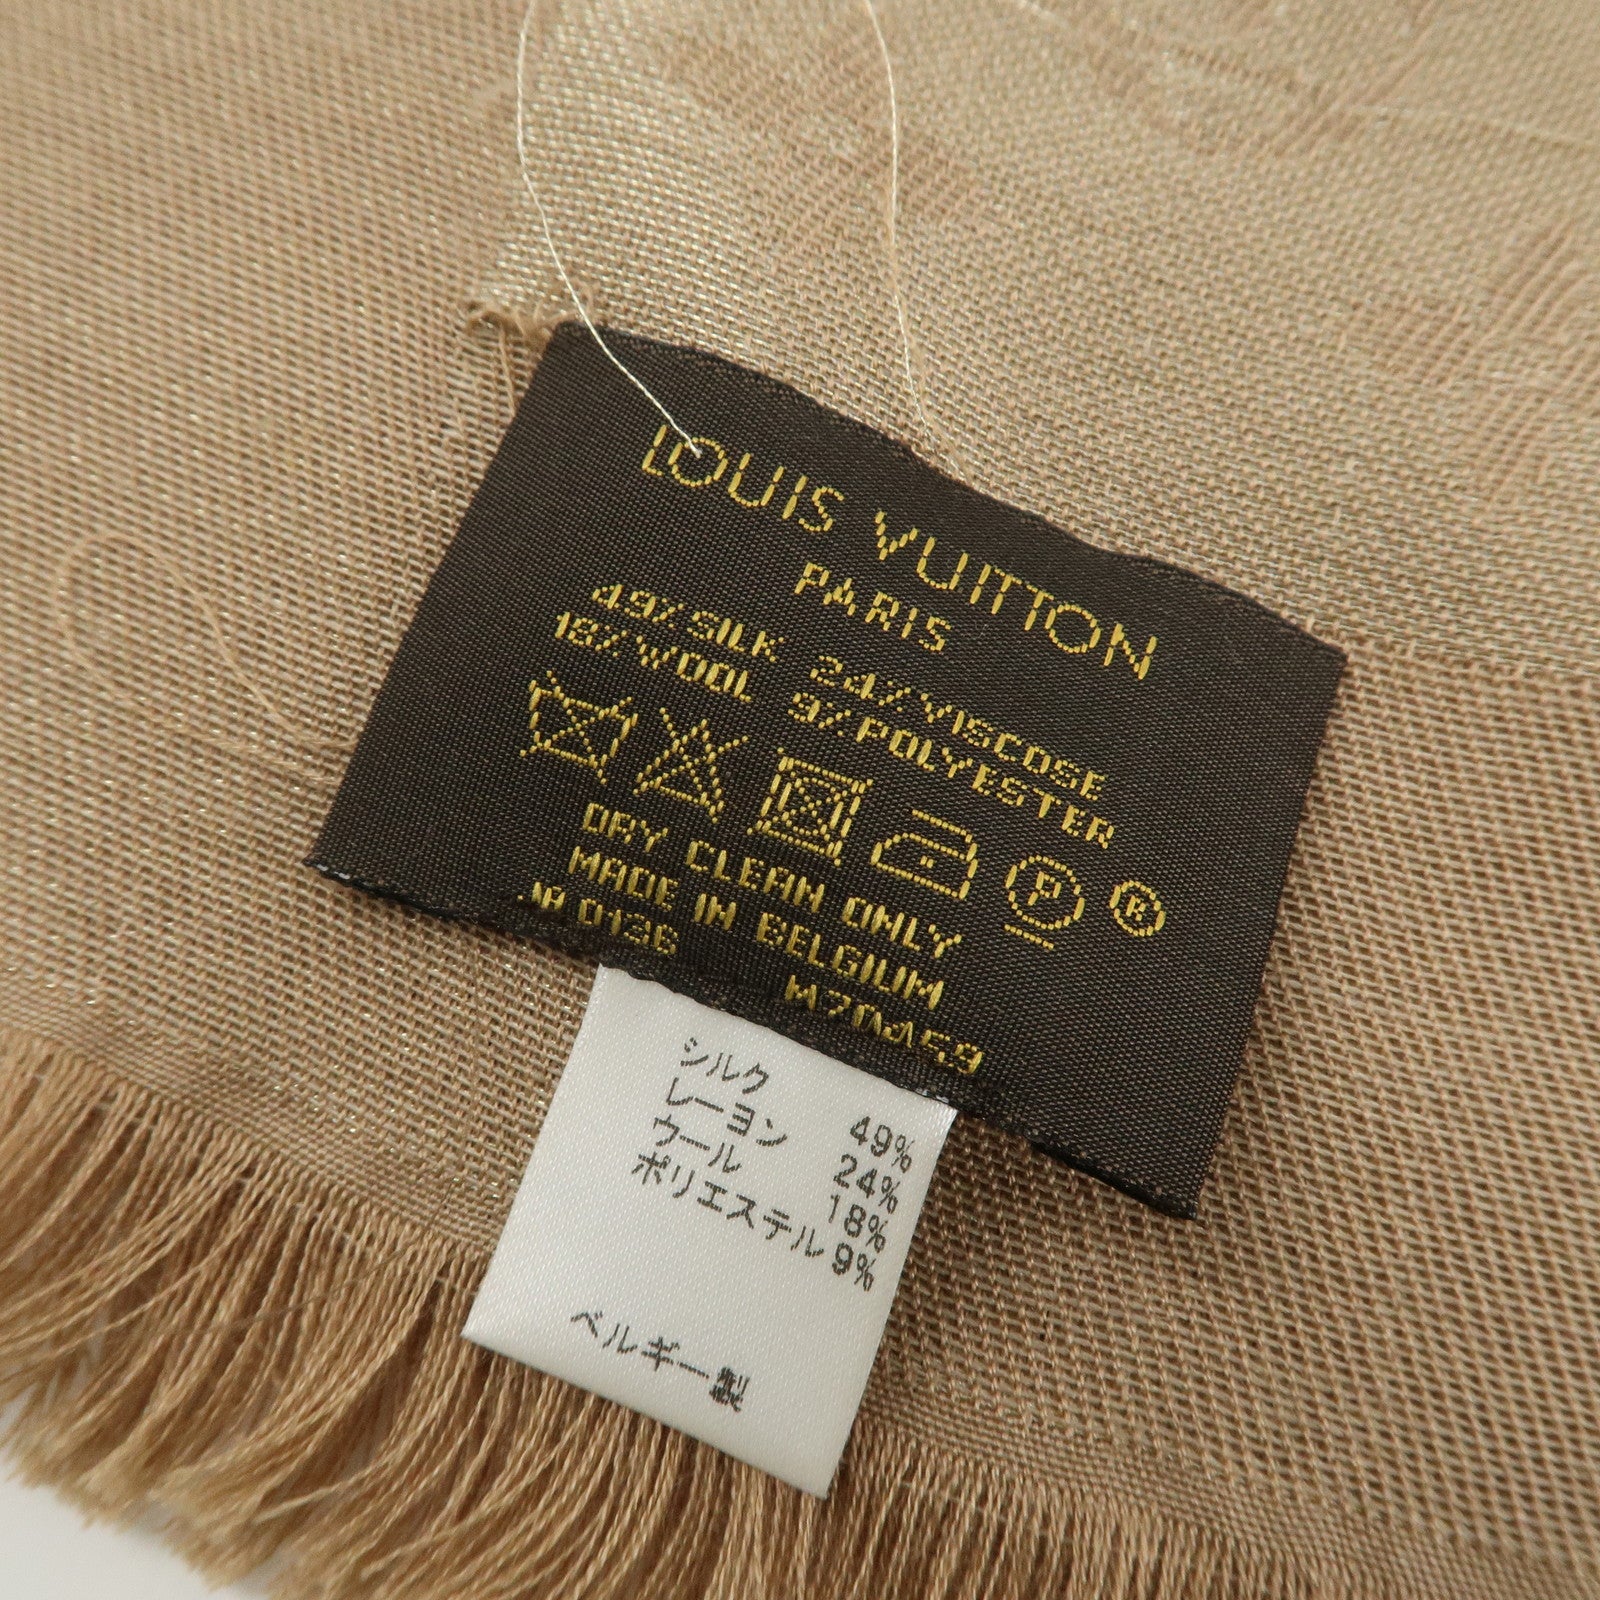 LOUIS VUITTON
PARIS
49% SILK 24% VISCOSE
18% WOOL 9% POLYESTER
P ®
DRY CLEAN ONLY
MADE IN BELGIUM
0136 M70459
シルク 49%
レーヨン 24%
ウール 18%
ポリエステル 9%
ベルギー製